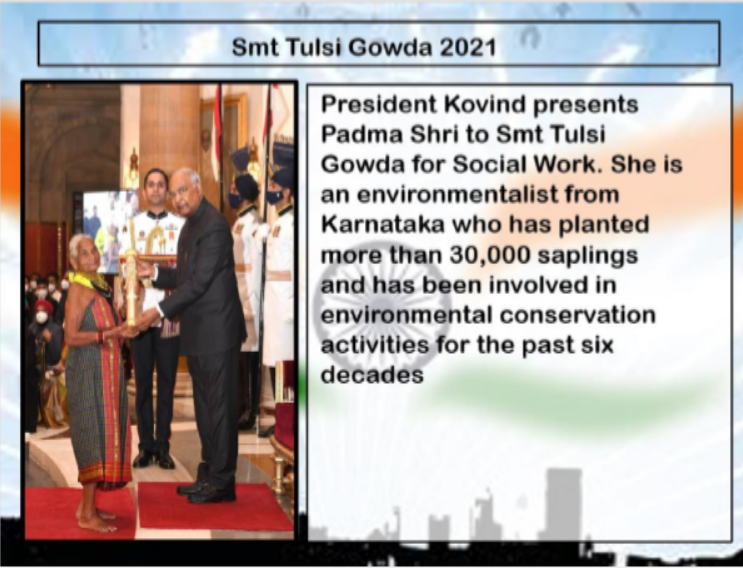 Smt Tulsi Gowda 2021
President Kovind presents
Padma Shri to Smt Tulsi
Gowda for Social Work. She is
an environmentalist from
Karnataka who has planted
more than 30,000 saplings
and has been involved in
environmental conservation
activities for the past six
decades